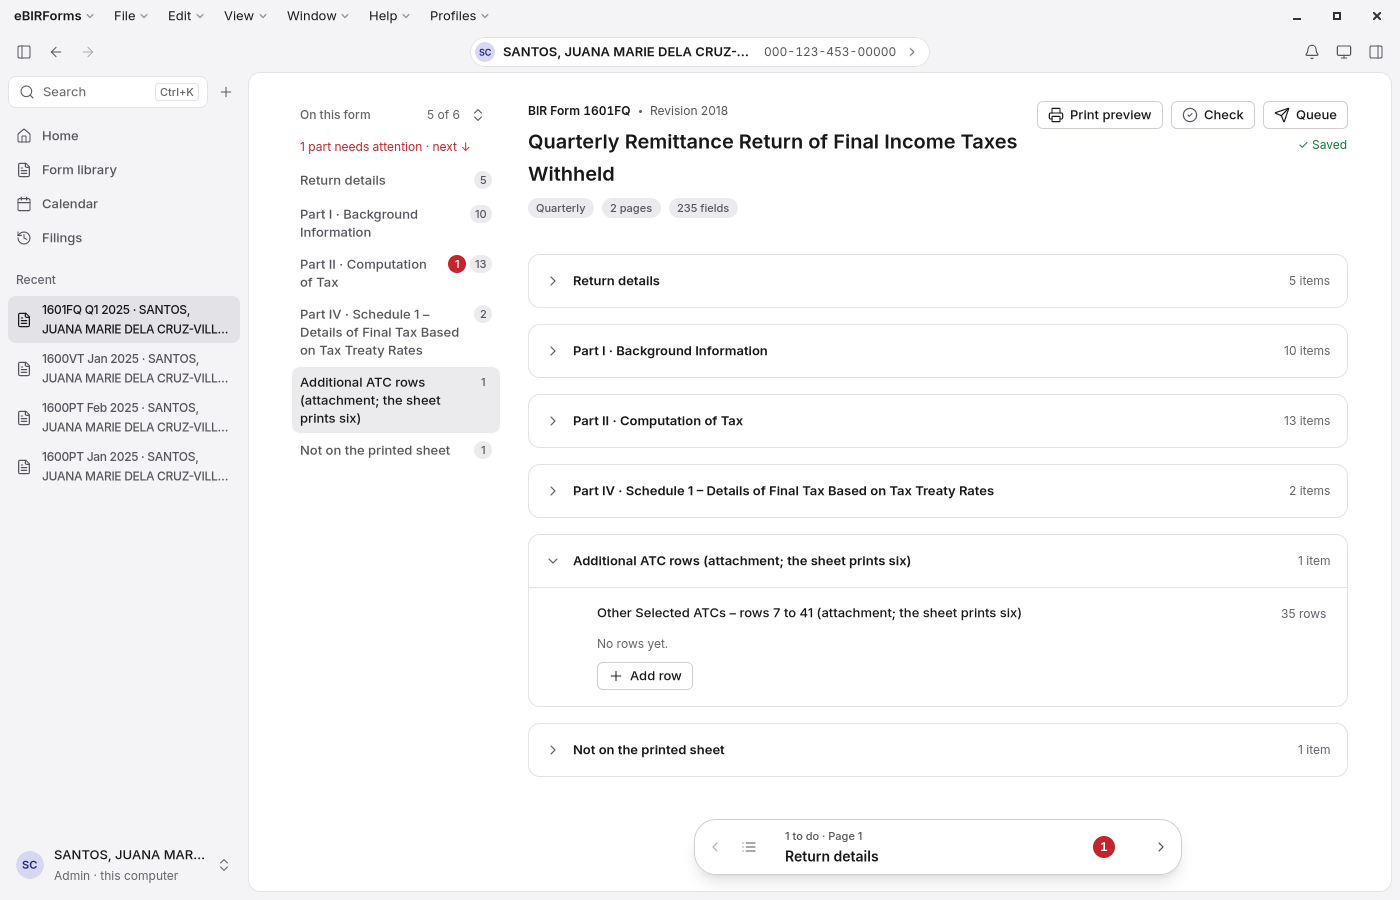 eBIRForms File Edit View Window Help Profiles
SC SANTOS, JUANA MARIE DELA CRUZ-... 000-123-453-00000
Search Ctrl+K
Home
Form library
Calendar
Filings
Recent
1601FQ Q1 2025 · SANTOS,
JUANA MARIE DELA CRUZ-VILL...
1600VT Jan 2025 · SANTOS,
JUANA MARIE DELA CRUZ-VILL...
1600PT Feb 2025 · SANTOS,
JUANA MARIE DELA CRUZ-VILL...
1600PT Jan 2025 · SANTOS,
JUANA MARIE DELA CRUZ-VILL...
SC SANTOS, JUANA MAR...
Admin · this computer
On this form 5 of 6
1 part needs attention · next ↓
Return details 5
Part I · Background 10
Information
Part II · Computation 1 13
of Tax
Part IV · Schedule 1 – 2
Details of Final Tax Based
on Tax Treaty Rates
Additional ATC rows 1
(attachment; the sheet
prints six)
Not on the printed sheet 1
BIR Form 1601FQ • Revision 2018
Print preview Check Queue
Quarterly Remittance Return of Final Income Taxes
Withheld
✓ Saved
Quarterly 2 pages 235 fields
Return details 5 items
Part I · Background Information 10 items
Part II · Computation of Tax 13 items
Part IV · Schedule 1 – Details of Final Tax Based on Tax Treaty Rates 2 items
Additional ATC rows (attachment; the sheet prints six) 1 item
Other Selected ATCs – rows 7 to 41 (attachment; the sheet prints six) 35 rows
No rows yet.
Add row
Not on the printed sheet 1 item
1 to do · Page 1
Return details 1